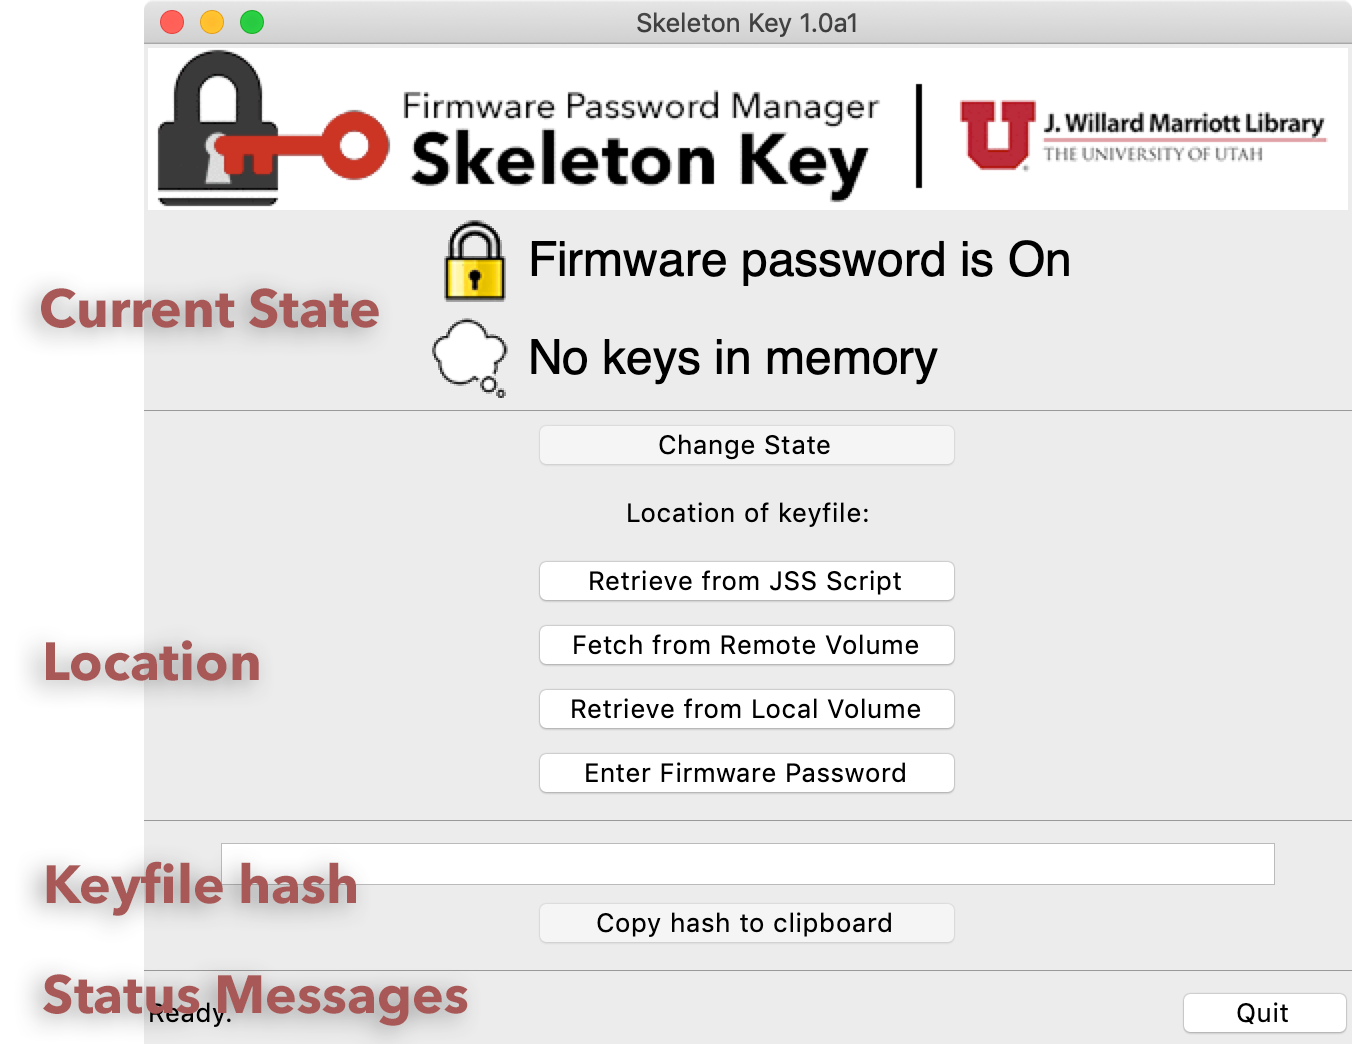 Skeleton Key 1.0a1
Firmware Password Manager
Skeleton Key
U J. Willard Marriott Library
THE UNIVERSITY OF UTAH
Firmware password is On
Current State
No keys in memory
Change State
Location of keyfile:
Retrieve from JSS Script
Fetch from Remote Volume
Location
Retrieve from Local Volume
Enter Firmware Password
Keyfile hash
Copy hash to clipboard
Status Messages
Ready.
Quit